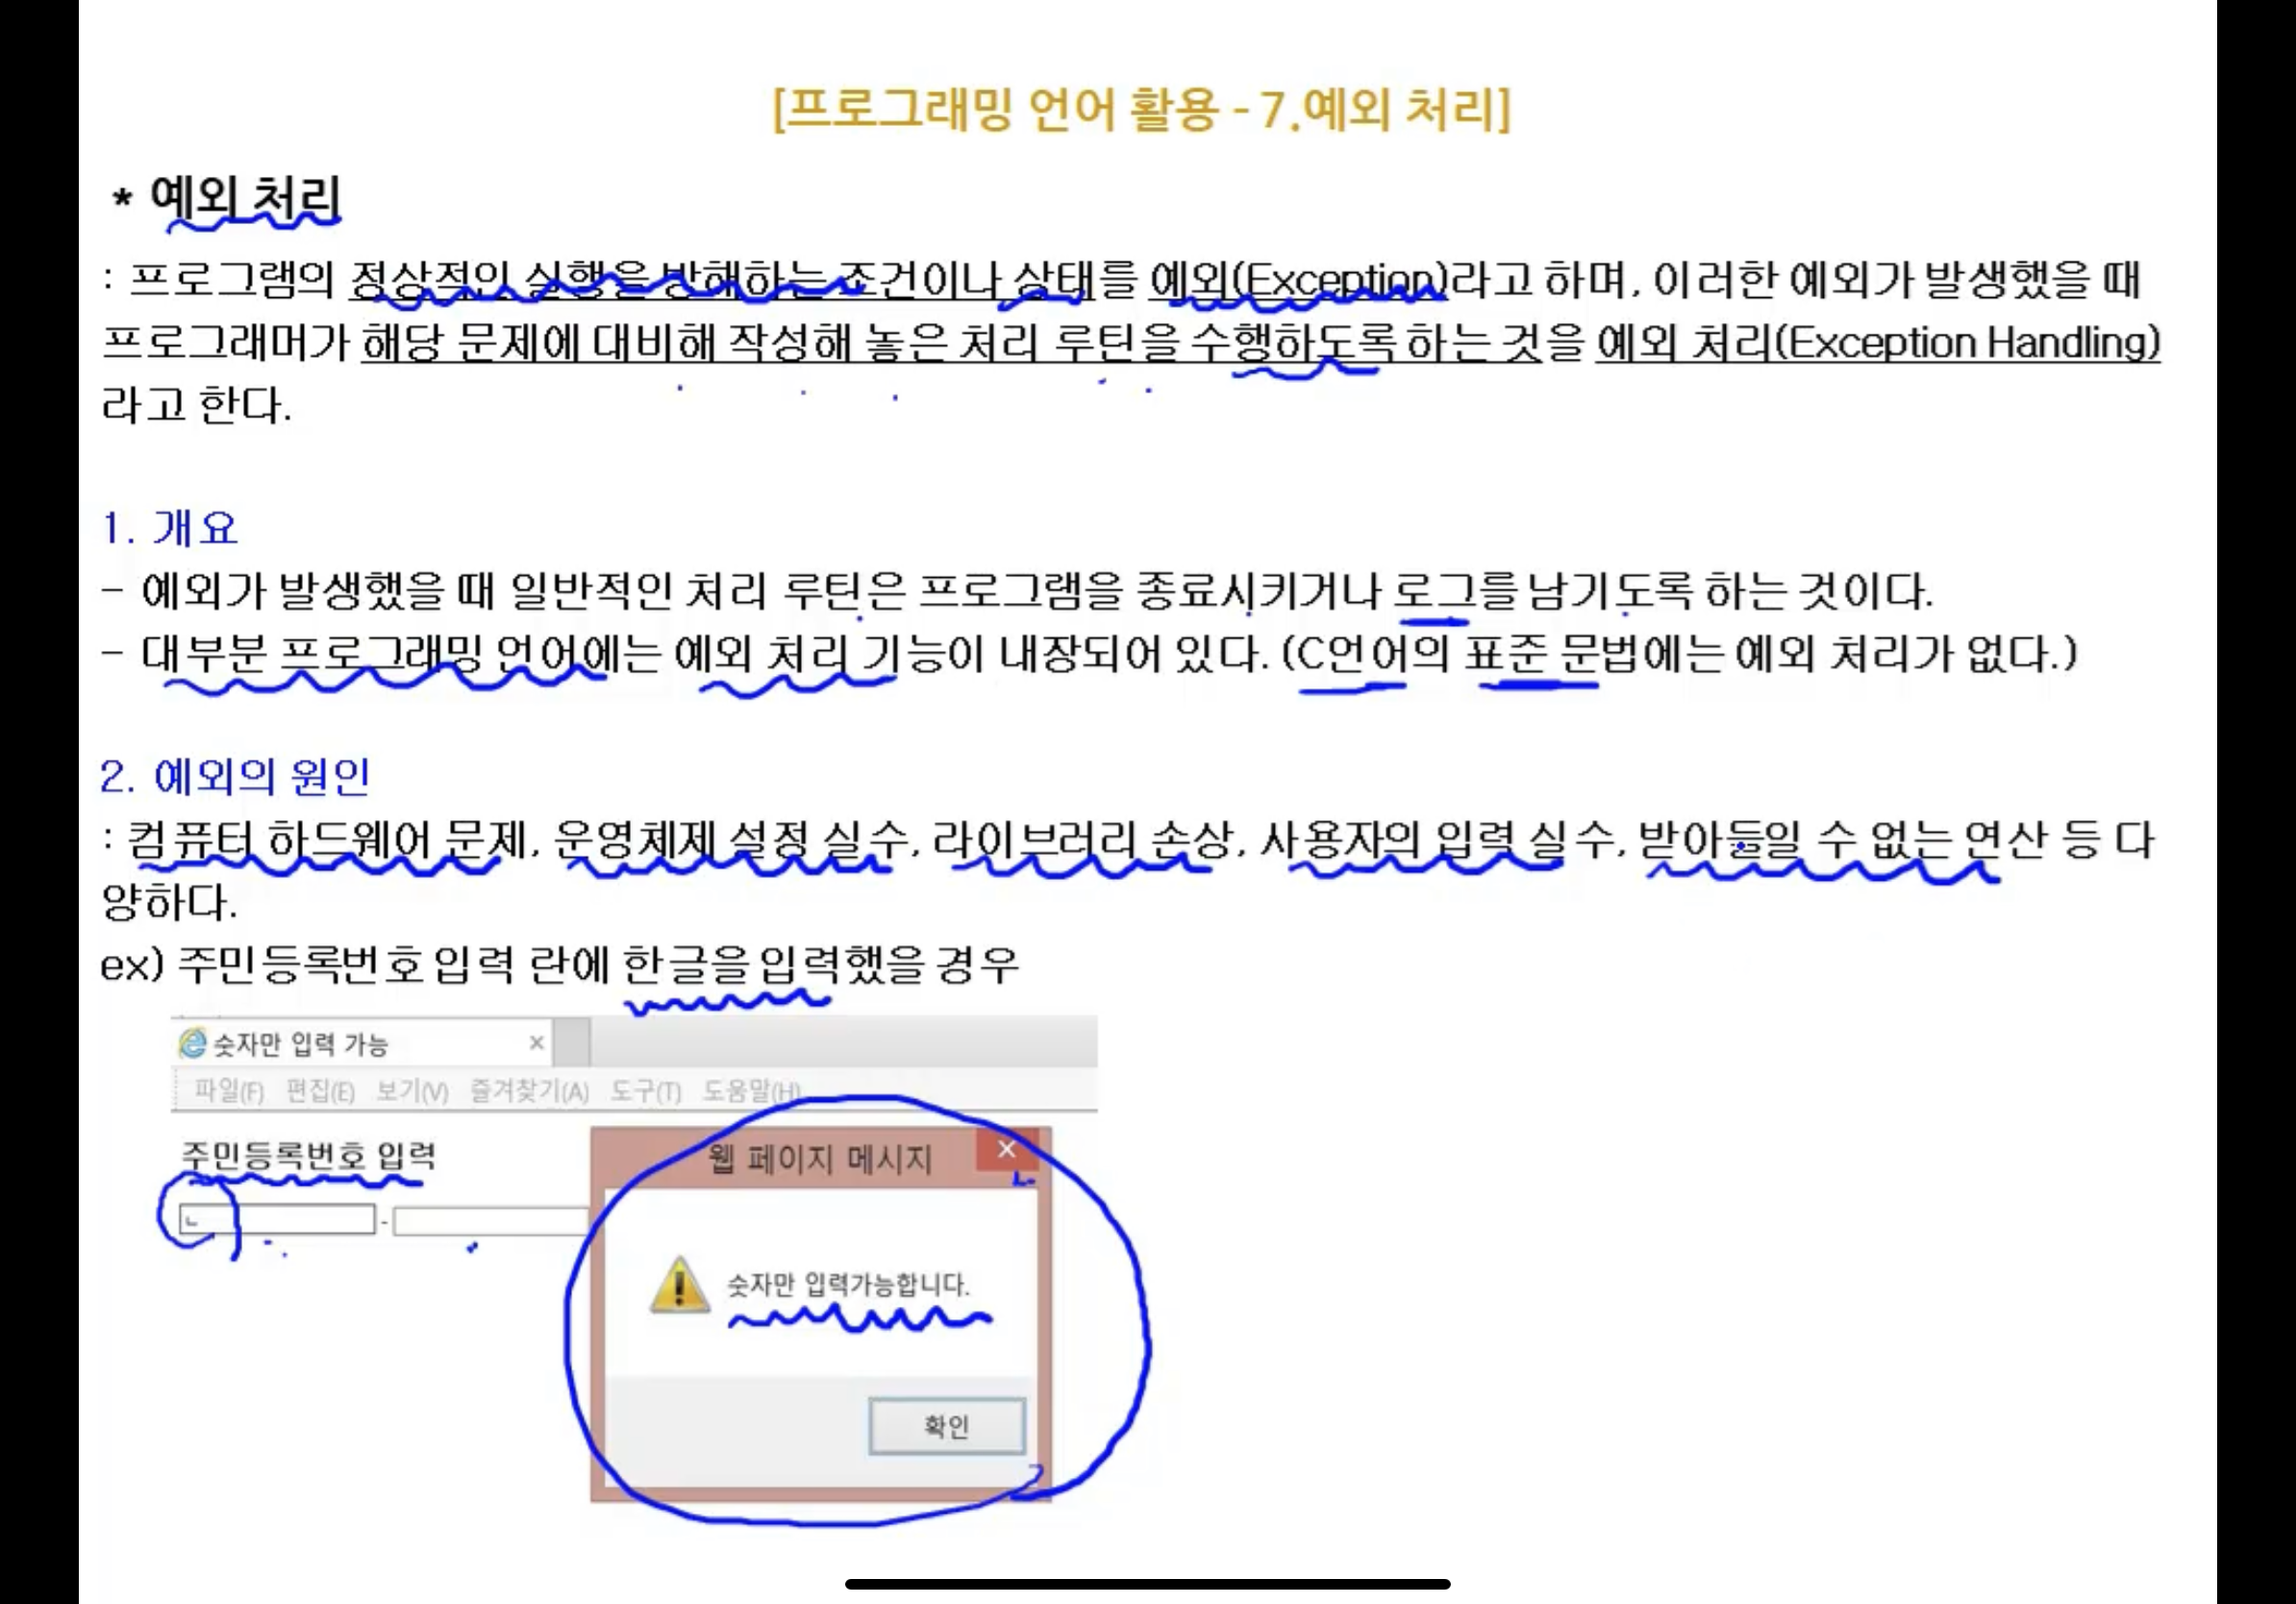 [프로그래밍 언어 활용 - 7.예외 처리]
* 예외 처리
: 프로그램의 정상적인 실행을 방해하는 조건이나 상태를 예외(Exception)라고 하며, 이러한 예외가 발생했을 때
프로그래머가 해당 문제에 대비해 작성해 놓은 처리 루틴을 수행하도록 하는 것을 예외 처리(Exception Handling)
라고 한다.
1. 개요
- 예외가 발생했을 때 일반적인 처리 루틴은 프로그램을 종료시키거나 로그를 남기도록 하는 것이다.
- 대부분 프로그래밍 언어에는 예외 처리 기능이 내장되어 있다. (C언어의 표준 문법에는 예외 처리가 없다.)
2. 예외의 원인
: 컴퓨터 하드웨어 문제, 운영체제 설정 실수, 라이브러리 손상, 사용자의 입력 실수, 받아들일 수 없는 연산 등 다
양하다.
ex) 주민등록번호 입력 란에 한글을 입력했을 경우
숫자만 입력 가능 ×
파일(F) 편집(E) 보기(V) 즐겨찾기(A) 도구(T) 도움말(H)
주민등록번호 입력
ㄴ -
웹 페이지 메시지
숫자만 입력가능합니다.
확인